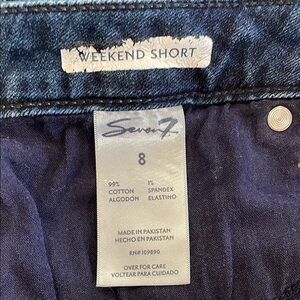 WEEKEND SHORT
Seven7
8
99% 1%
COTTON SPANDEX
ALGODÓN ELASTINO
MADE IN PAKISTAN
HECHO EN PAKISTAN
RN#109890
OVER FOR CARE
VOLTEAR PARA CUIDADO